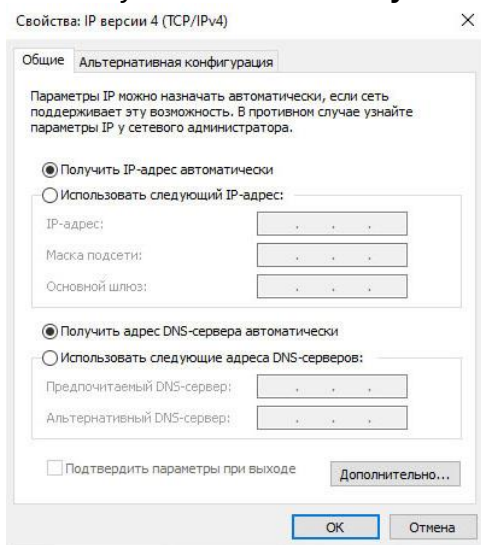 Свойства: IP версии 4 (TCP/IPv4)
Общие
Альтернативная конфигурация
Параметры IP можно назначать автоматически, если сеть
поддерживает эту возможность. В противном случае узнайте
параметры IP у сетевого администратора.
Получить IP-адрес автоматически
Использовать следующий IP-адрес:
IP-адрес:
Маска подсети:
Основной шлюз:
Получить адрес DNS-сервера автоматически
Использовать следующие адреса DNS-серверов:
Предпочитаемый DNS-сервер:
Альтернативный DNS-сервер:
Подтвердить параметры при выходе
Дополнительно...
ОК
Отмена